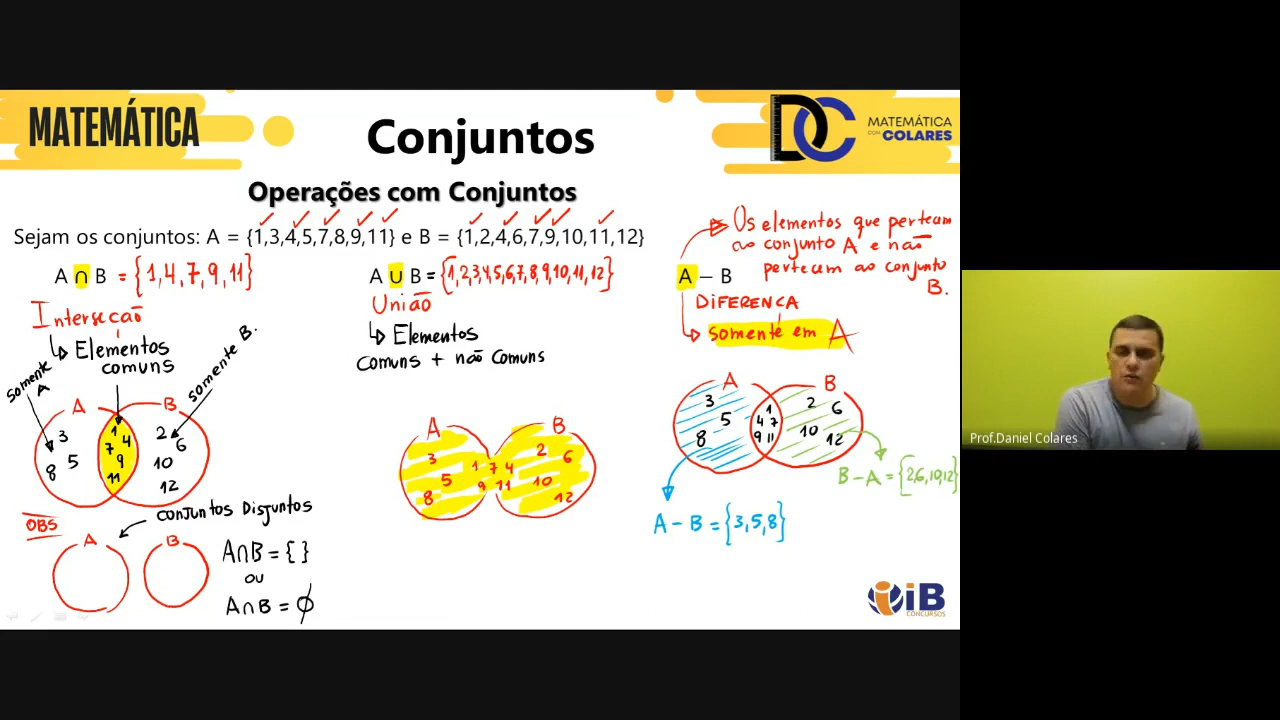 MATEMÁTICA
Conjuntos
DC MATEMÁTICA
COM COLARES
Operações com Conjuntos
Sejam os conjuntos: A = {1,3,4,5,7,8,9,11} e B = {1,2,4,6,7,9,10,11,12}
A ∩ B = {1,4,7,9,11}
Interseção
Elementos
comuns
somente
A
somente B.
A B
3 5 8
1 4 7 9 11
2 6 10 12
OBS
Conjuntos Disjuntos
A B
A∩B = { }
ou
A∩B = ∅
A ∪ B = {1,2,3,4,5,6,7,8,9,10,11,12}
União
Elementos
comuns + não comuns
A B
3 5 8
1 7 4 9 11
2 6 10 12
A – B
Os elementos que pertecem
ao conjunto A e não
pertecem ao conjunto
B.
DIFERENÇA
somente em A
A B
3 5 8
1 4 7 9 11
2 6 10 12
B – A = {2,6,10,12}
A – B = {3,5,8}
iB
CONCURSOS
Prof.Daniel Colares